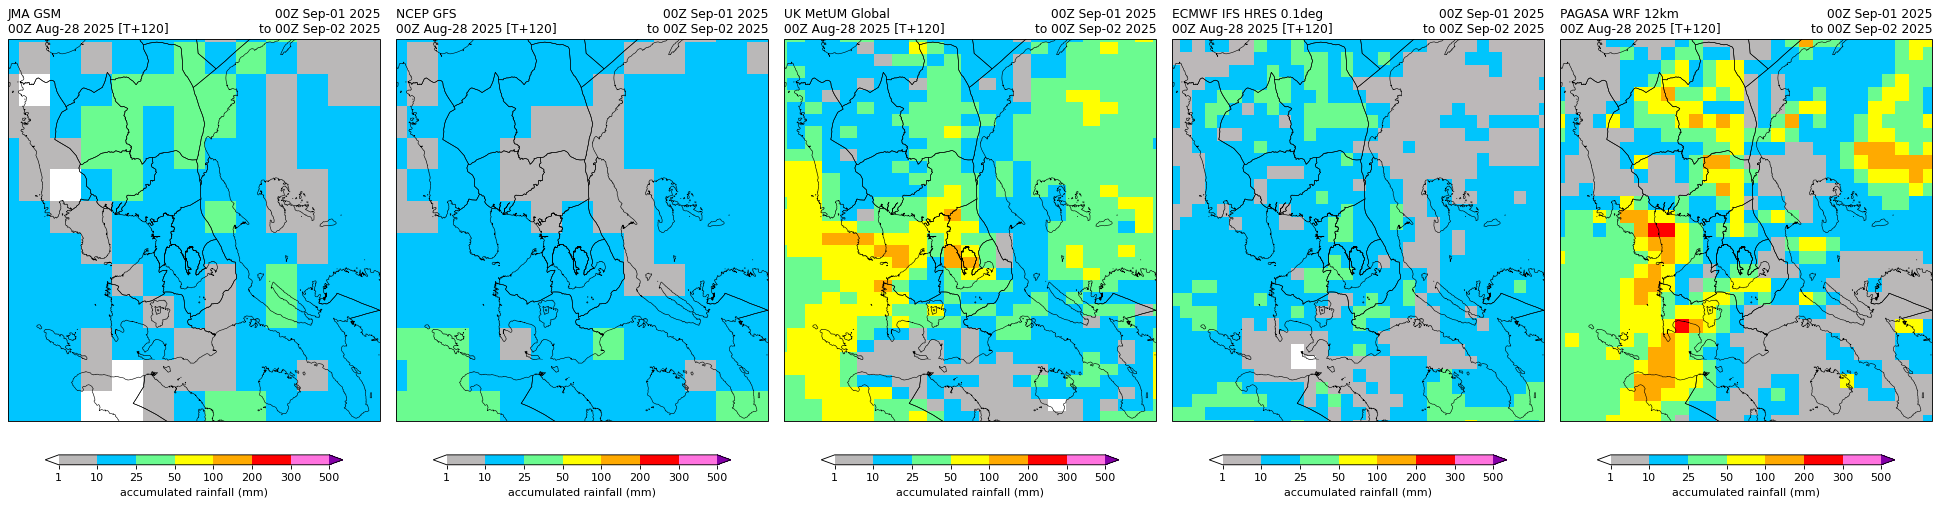 JMA GSM 00Z Sep-01 2025
00Z Aug-28 2025 [T+120] to 00Z Sep-02 2025
NCEP GFS 00Z Sep-01 2025
00Z Aug-28 2025 [T+120] to 00Z Sep-02 2025
UK MetUM Global 00Z Sep-01 2025
00Z Aug-28 2025 [T+120] to 00Z Sep-02 2025
ECMWF IFS HRES 0.1deg 00Z Sep-01 2025
00Z Aug-28 2025 [T+120] to 00Z Sep-02 2025
PAGASA WRF 12km 00Z Sep-01 2025
00Z Aug-28 2025 [T+120] to 00Z Sep-02 2025
1 10 25 50 100 200 300 500
accumulated rainfall (mm)
1 10 25 50 100 200 300 500
accumulated rainfall (mm)
1 10 25 50 100 200 300 500
accumulated rainfall (mm)
1 10 25 50 100 200 300 500
accumulated rainfall (mm)
1 10 25 50 100 200 300 500
accumulated rainfall (mm)